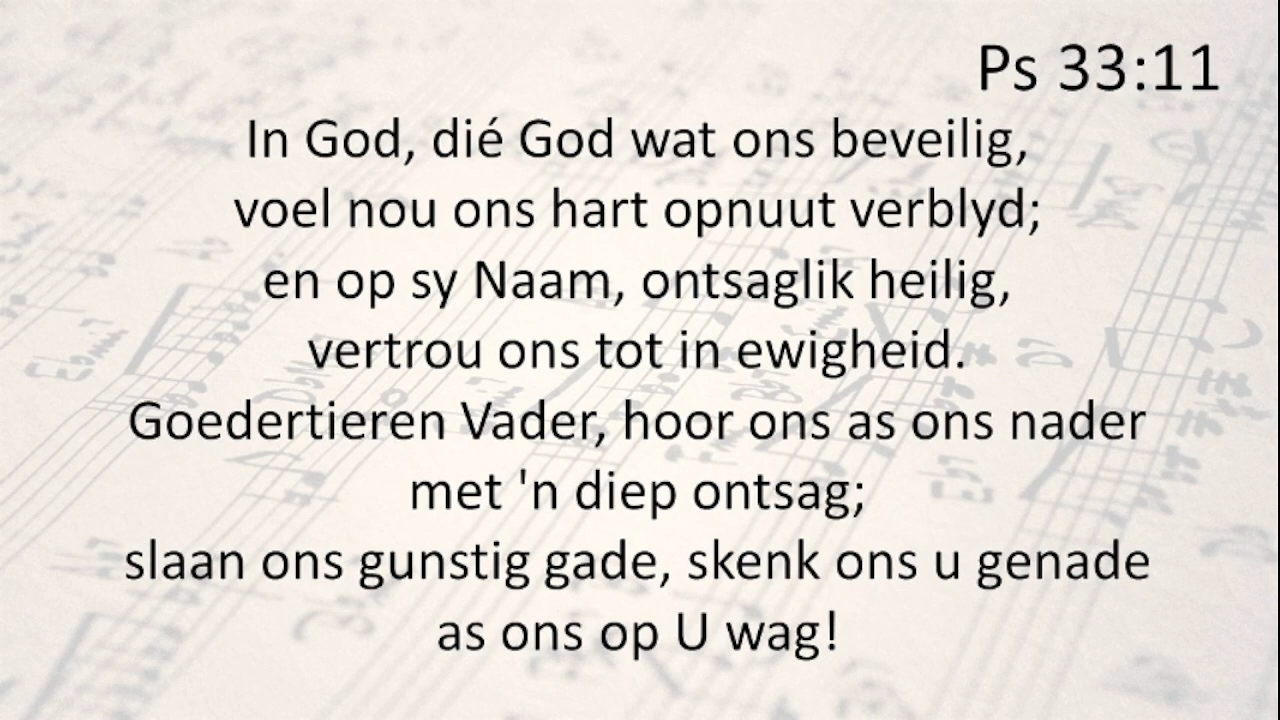 Ps 33:11
In God, dié God wat ons beveilig,
voel nou ons hart opnuut verblyd;
en op sy Naam, ontsaglik heilig,
vertrou ons tot in ewigheid.
Goedertieren Vader, hoor ons as ons nader
met 'n diep ontsag;
slaan ons gunstig gade, skenk ons u genade
as ons op U wag!